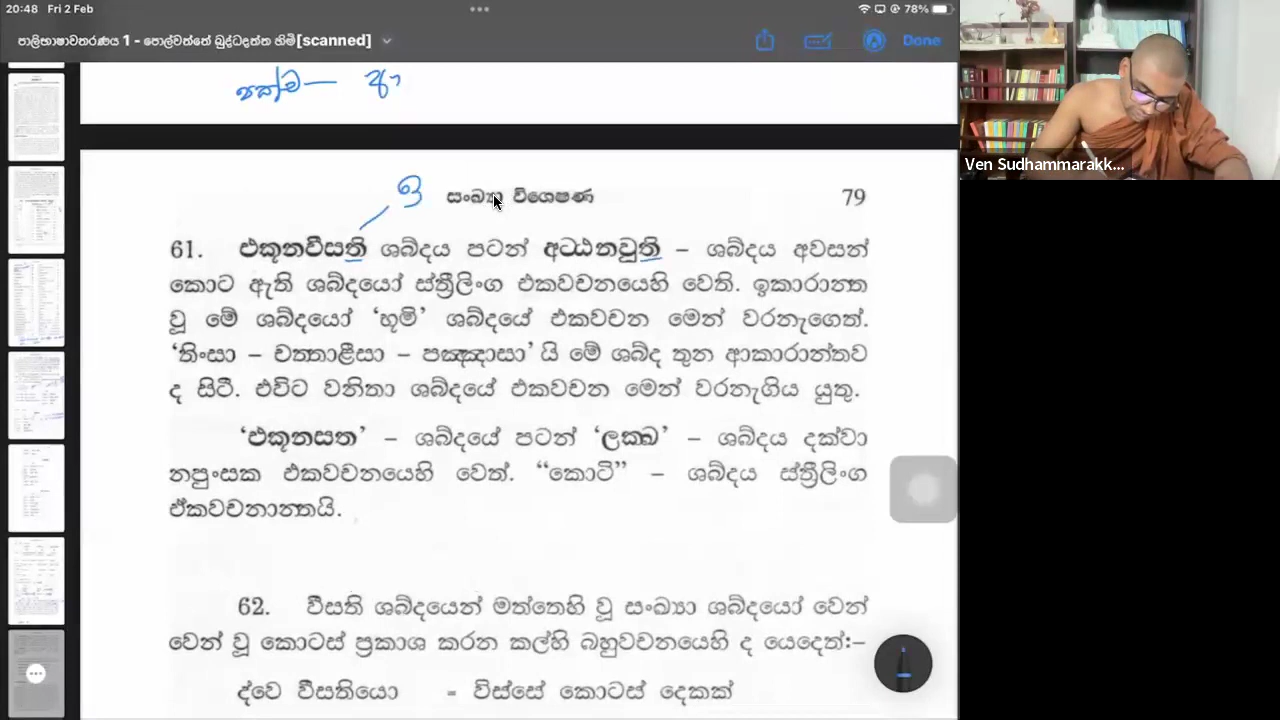 20:48 Fri 2 Feb
78%
පාලිභාෂාවතරණය 1 - පොල්වත්තේ බුද්ධදත්ත හිමි[scanned]
Done
Ven Sudhammarakk...
ඉ
සංඛ්‍යා විශෙෂණ 79
61. එකූනවීසති ශබ්දය පටන් අට්ඨනවුති – ශබ්දය අවසන්
කොට ඇති ශබ්දයෝ ස්ත්‍රීලිංග එකවචනයෙහි වෙති. ඉකාරාන්ත
වූ මේ ශබ්දයෝ ‘භූමි’ ශබ්දයේ එකවචන මෙන් වරනැගෙත්.
‘තිංසා – චත්තාළීසා – පඤ්ඤාසා’ යි මේ ශබ්ද තුන ආකාරාන්තව
ද සිටී. එවිට වනිතා ශබ්දයේ එකවචන මෙන් වරනැගිය යුතු.
‘එකූනසත’ – ශබ්දයේ පටන් ‘ලක්ඛ’ – ශබ්දය දක්වා
නපුංසක එකවචනයෙහි වෙත්. “කොටි” – ශබ්දය ස්ත්‍රීලිංග
ඒකවචනාන්තයි.
62. වීසති ශබ්දයෙන් මත්තෙහි වූ සංඛ්‍යා ශබ්දයෝ වෙන්
වෙන් වූ කොටස් ප්‍රකාශ කරන කල්හි බහුවචනයෙහි ද යෙදෙත්:–
ද්වෙ වීසතියො = විස්සේ කොටස් දෙකක්